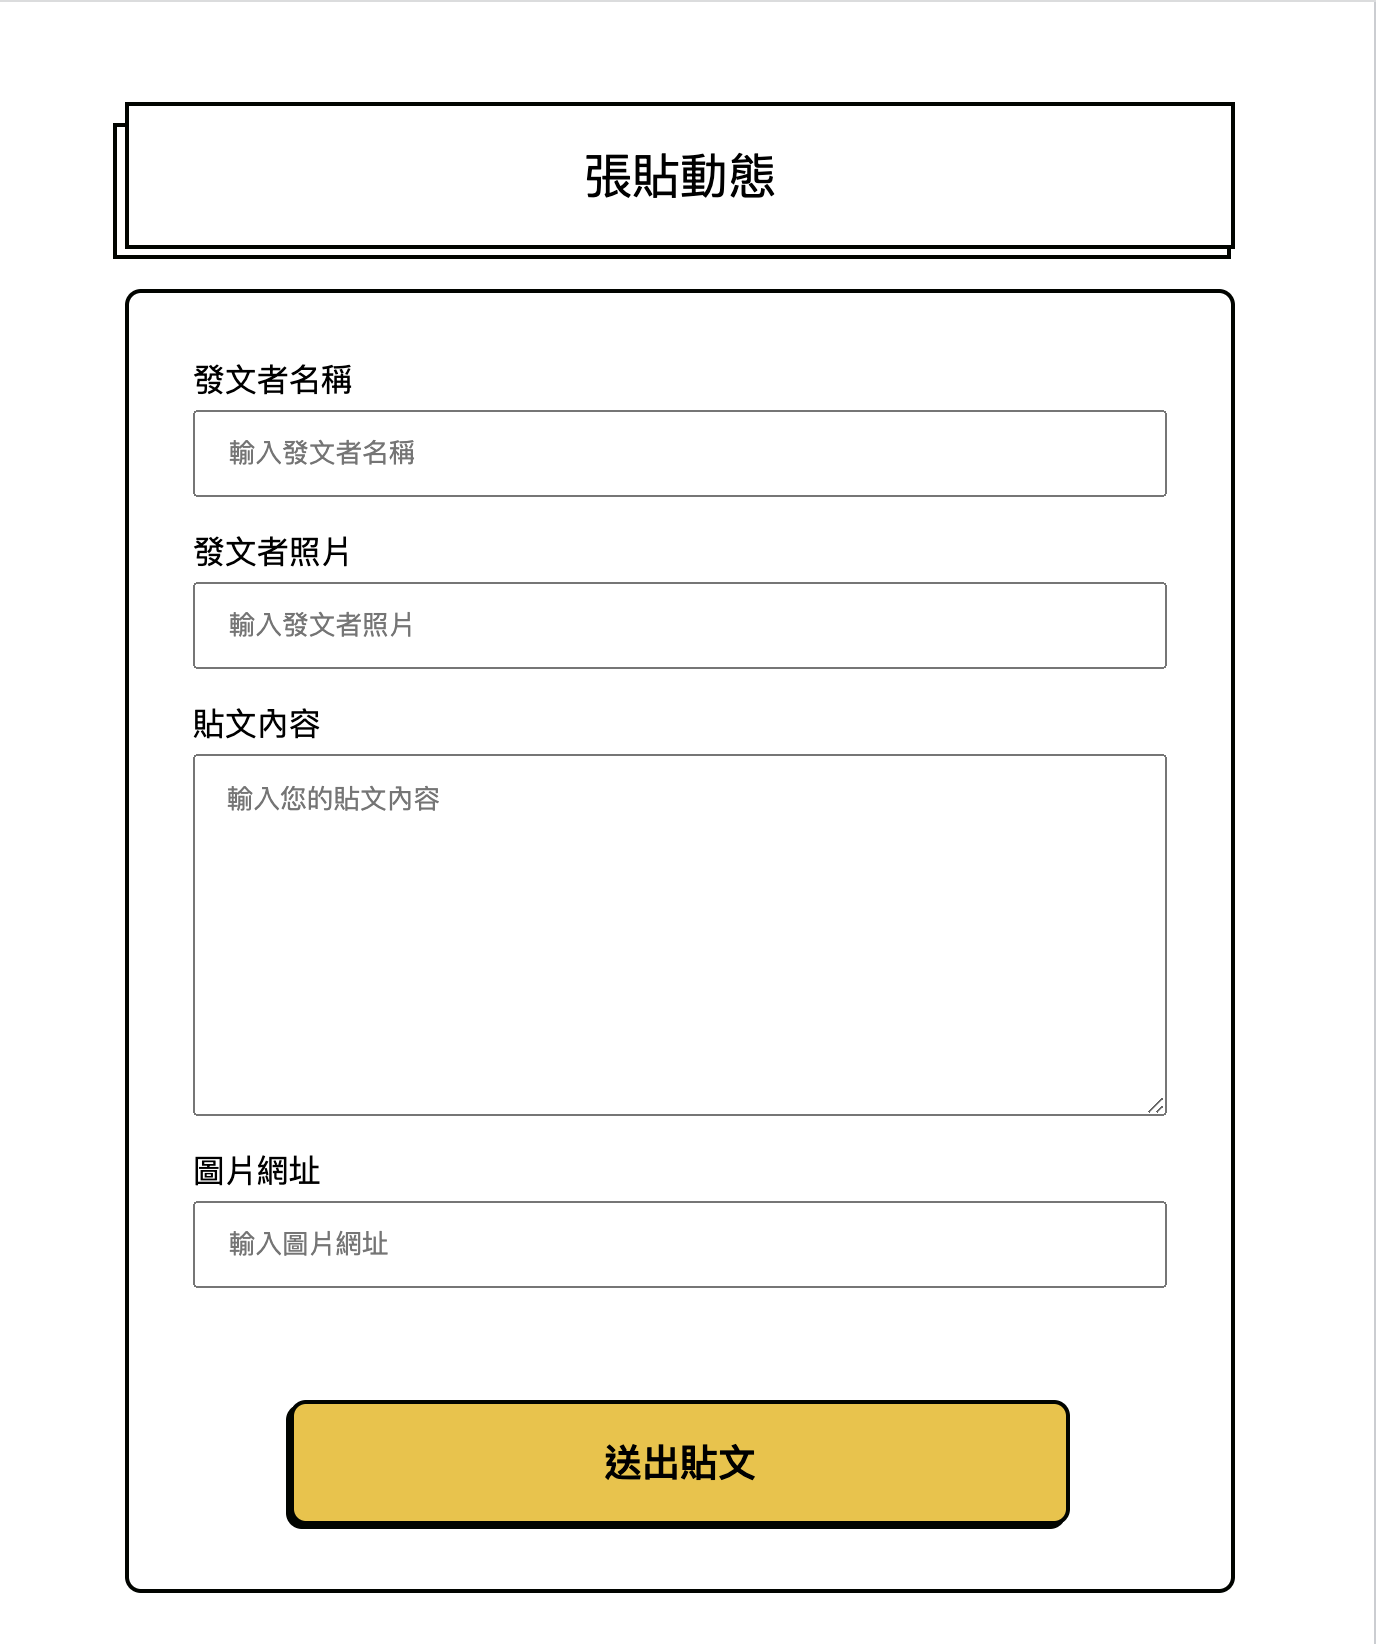 張貼動態
發文者名稱
輸入發文者名稱
發文者照片
輸入發文者照片
貼文內容
輸入您的貼文內容
圖片網址
輸入圖片網址
送出貼文